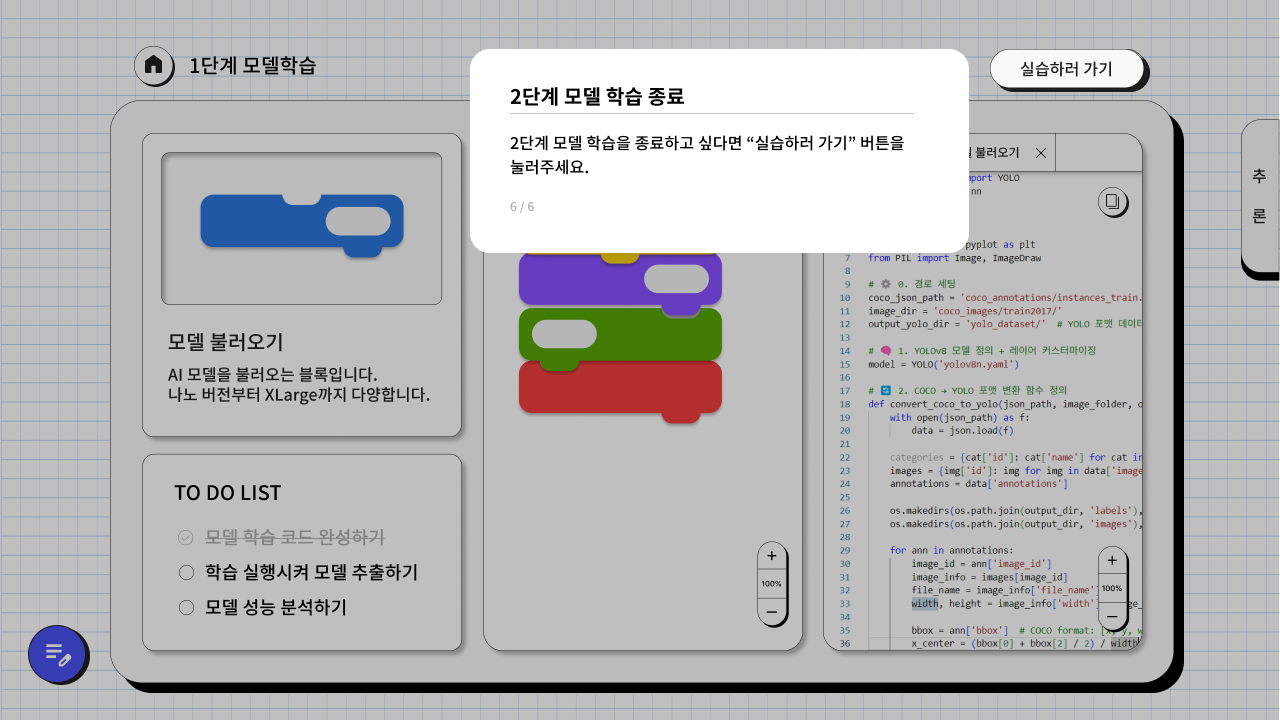 1단계 모델학습
2단계 모델 학습 종료
2단계 모델 학습을 종료하고 싶다면 “실습하러 가기” 버튼을
눌러주세요.
6 / 6
실습하러 가기
추
론
모델 불러오기
AI 모델을 불러오는 블록입니다.
나노 버전부터 XLarge까지 다양합니다.
TO DO LIST
모델 학습 코드 완성하기
학습 실행시켜 모델 추출하기
모델 성능 분석하기
+
100%
−
불러오기 ×
import YOLO
nn
pyplot as plt
7 from PIL import Image, ImageDraw
8
9 # ⚙️ 0. 경로 세팅
10 coco_json_path = 'coco_annotations/instances_train.
11 image_dir = 'coco_images/train2017/'
12 output_yolo_dir = 'yolo_dataset/' # YOLO 포맷 데이터
13
14 # 🧠 1. YOLOv8 모델 정의 + 레이어 커스터마이징
15 model = YOLO('yolov8n.yaml')
16
17 # 🔄 2. COCO → YOLO 포맷 변환 함수 정의
18 def convert_coco_to_yolo(json_path, image_folder, o
19 with open(json_path) as f:
20 data = json.load(f)
21
22 categories = {cat['id']: cat['name'] for cat in
23 images = {img['id']: img for img in data['image
24 annotations = data['annotations']
25
26 os.makedirs(os.path.join(output_dir, 'labels'),
27 os.makedirs(os.path.join(output_dir, 'images'),
28
29 for ann in annotations:
30 image_id = ann['image_id']
31 image_info = images[image_id]
32 file_name = image_info['file_name'
33 width, height = image_info['width'
34
35 bbox = ann['bbox'] # COCO format: [x, y, w
36 x_center = (bbox[0] + bbox[2] / 2) / width
+
100%
−